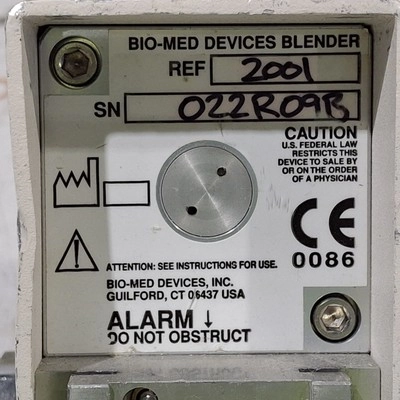 BIO-MED DEVICES BLENDER
REF 2001
SN 022R09B
CAUTION
U.S. FEDERAL LAW
RESTRICTS THIS
DEVICE TO SALE BY
OR ON THE ORDER
OF A PHYSICIAN
CE
0086
ATTENTION: SEE INSTRUCTIONS FOR USE.
BIO-MED DEVICES, INC.
GUILFORD, CT 06437 USA
ALARM ↓
DO NOT OBSTRUCT